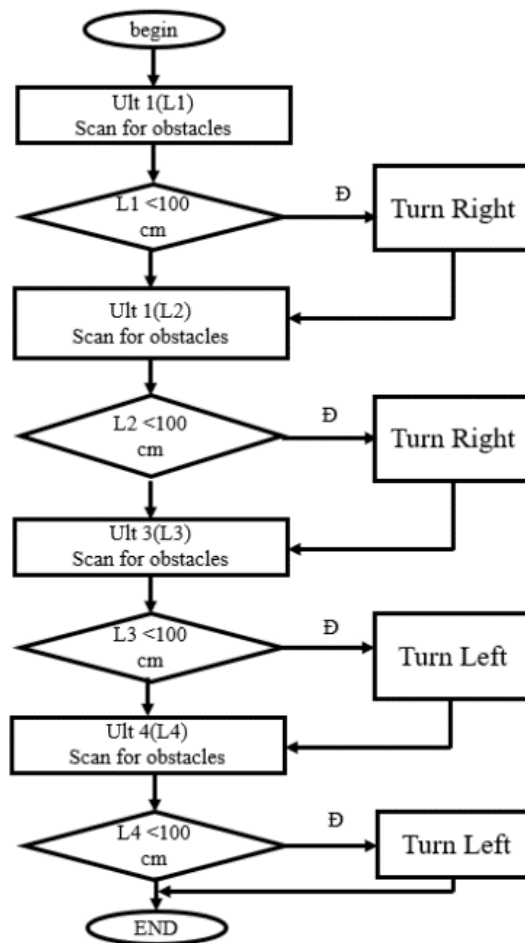 begin
Ult 1(L1)
Scan for obstacles
L1 <100
cm
Đ
Turn Right
Ult 1(L2)
Scan for obstacles
L2 <100
cm
Đ
Turn Right
Ult 3(L3)
Scan for obstacles
L3 <100
cm
Đ
Turn Left
Ult 4(L4)
Scan for obstacles
L4 <100
cm
Đ
Turn Left
END